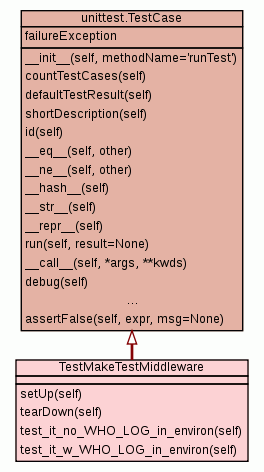 unittest.TestCase
failureException
__init__(self, methodName='runTest')
countTestCases(self)
defaultTestResult(self)
shortDescription(self)
id(self)
__eq__(self, other)
__ne__(self, other)
__hash__(self)
__str__(self)
__repr__(self)
run(self, result=None)
__call__(self, *args, **kwds)
debug(self)
...
assertFalse(self, expr, msg=None)
TestMakeTestMiddleware
setUp(self)
tearDown(self)
test_it_no_WHO_LOG_in_environ(self)
test_it_w_WHO_LOG_in_environ(self)